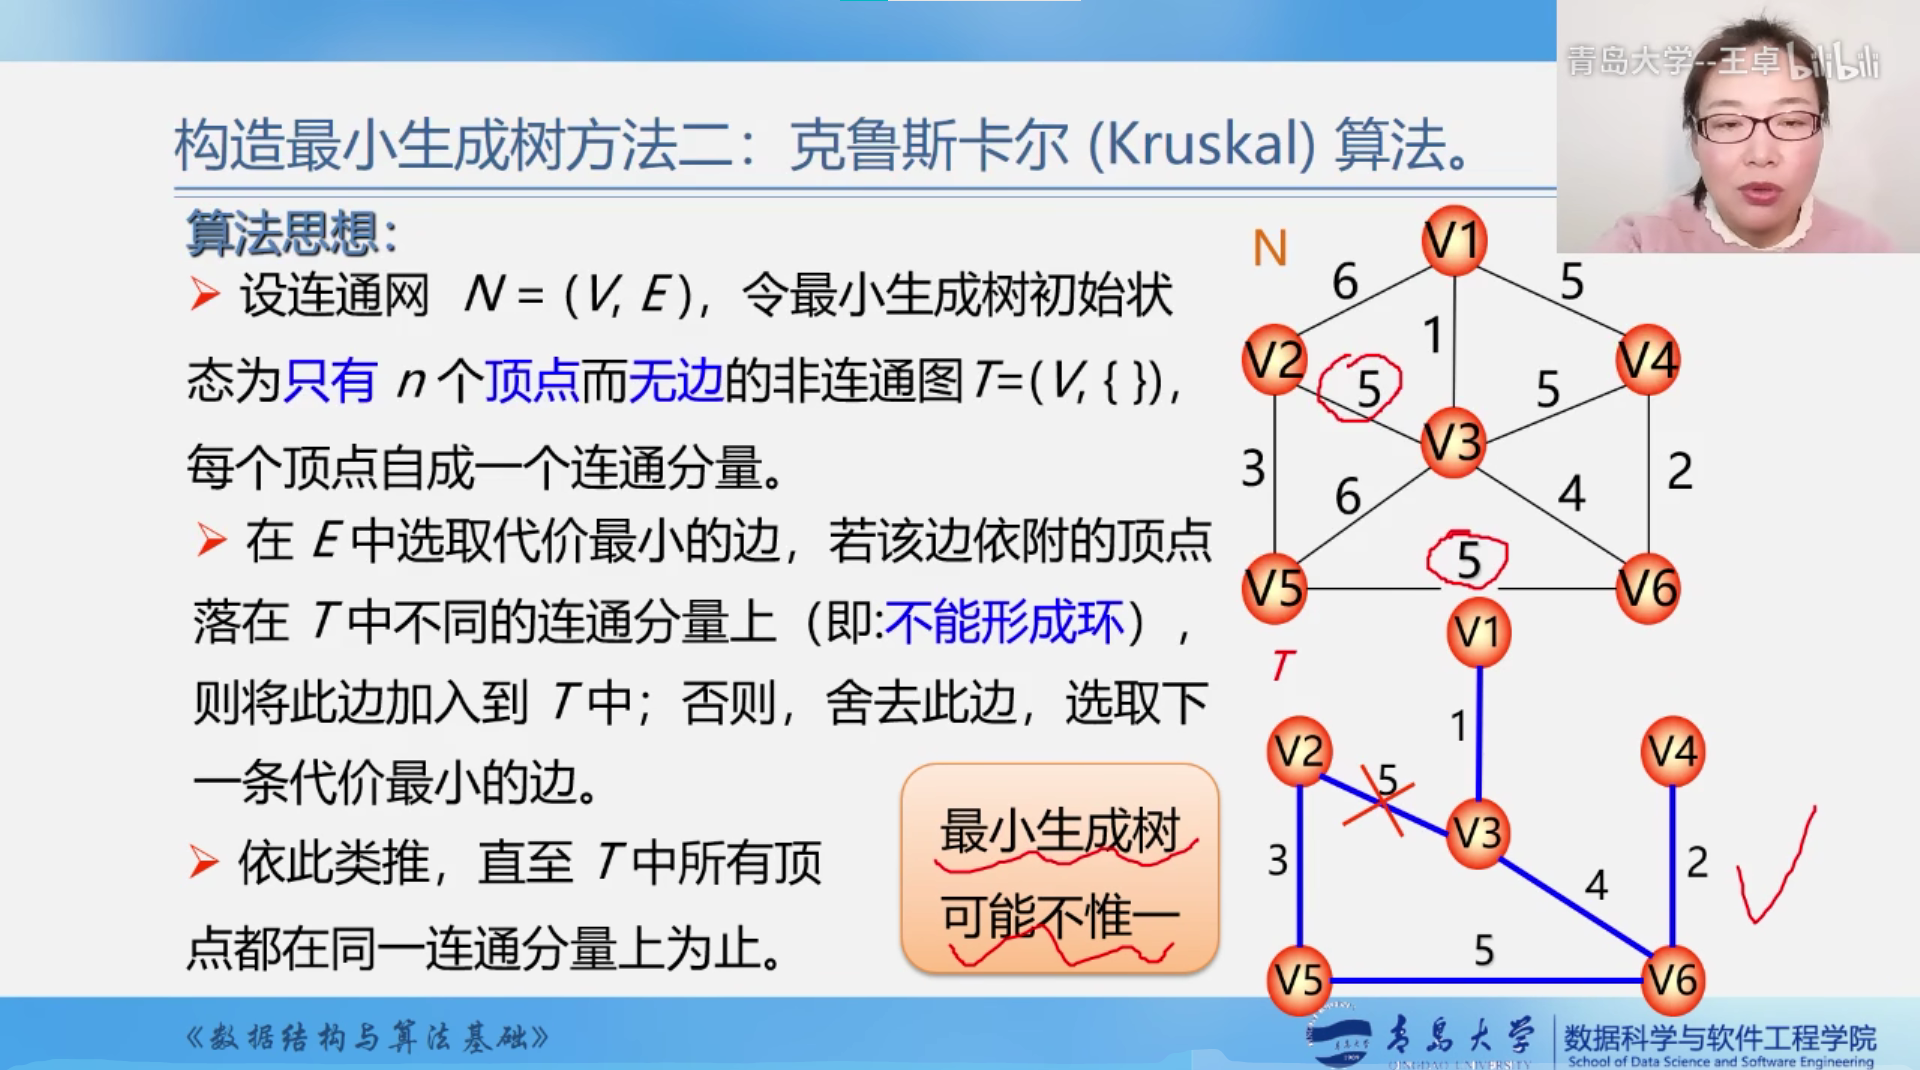 青岛大学--王卓 bilibili
构造最小生成树方法二：克鲁斯卡尔 (Kruskal) 算法。
算法思想：
设连通网 N = (V, E )，令最小生成树初始状
态为只有 n 个顶点而无边的非连通图T=(V, { })，
每个顶点自成一个连通分量。
在 E 中选取代价最小的边，若该边依附的顶点
落在 T 中不同的连通分量上（即:不能形成环），
则将此边加入到 T 中；否则，舍去此边，选取下
一条代价最小的边。
依此类推，直至 T 中所有顶
点都在同一连通分量上为止。
最小生成树
可能不惟一
N
V1
6
5
1
V2
V4
5
5
V3
3
2
6
4
5
V5
V6
T
V1
1
V2
V4
5
V3
3
2
4
5
V5
V6
《数据结构与算法基础》
青岛大学
QINGDAO UNIVERSITY
数据科学与软件工程学院
School of Data Science and Software Engineering